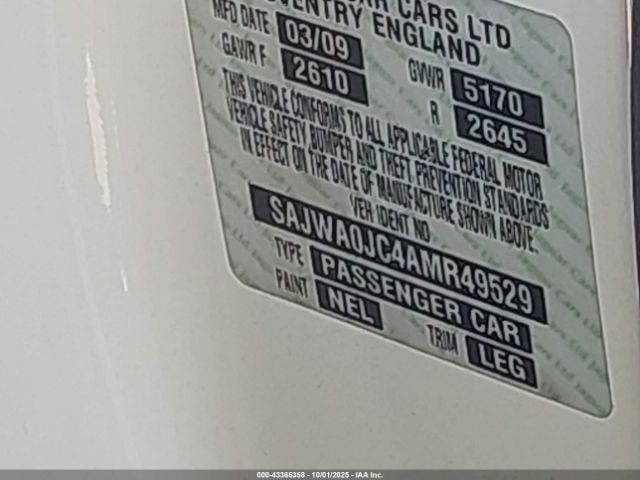 AR CARS LTD
VENTRY ENGLAND
MFD DATE 03/09
GAWR F 2610 GVWR 5170
R 2645
THIS VEHICLE CONFORMS TO ALL APPLICABLE FEDERAL MOTOR
VEHICLE SAFETY BUMPER AND THEFT PREVENTION STANDARDS
IN EFFECT ON THE DATE OF MANUFACTURE SHOWN ABOVE.
VEH IDENT NO
SAJWA0JC4AMR49529
TYPE PASSENGER CAR
PAINT NEL TRIM LEG
000-43365358 - 10/01/2025 - IAA Inc.